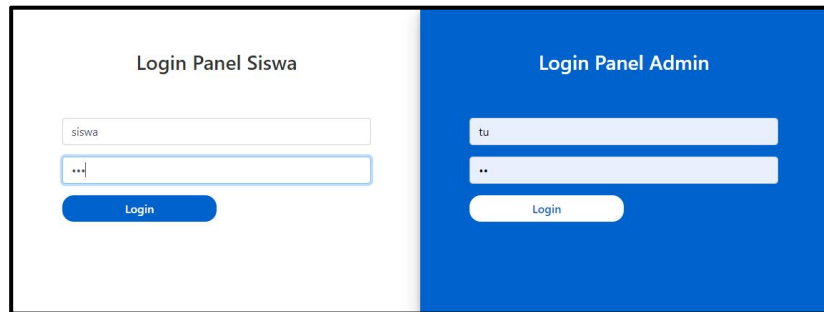 Login Panel Siswa
siswa
•••
Login
Login Panel Admin
tu
••
Login